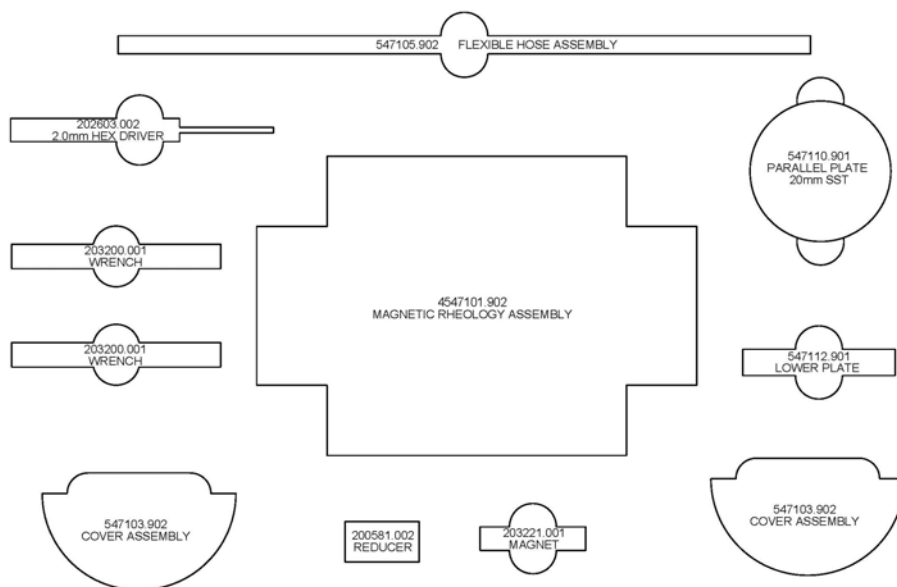 547105.902 FLEXIBLE HOSE ASSEMBLY
202603.002
2.0mm HEX DRIVER
547110.901
PARALLEL PLATE
20mm SST
203200.001
WRENCH
4547101.902
MAGNETIC RHEOLOGY ASSEMBLY
203200.001
WRENCH
547112.901
LOWER PLATE
547103.902
COVER ASSEMBLY
200581.002
REDUCER
203221.001
MAGNET
547103.902
COVER ASSEMBLY